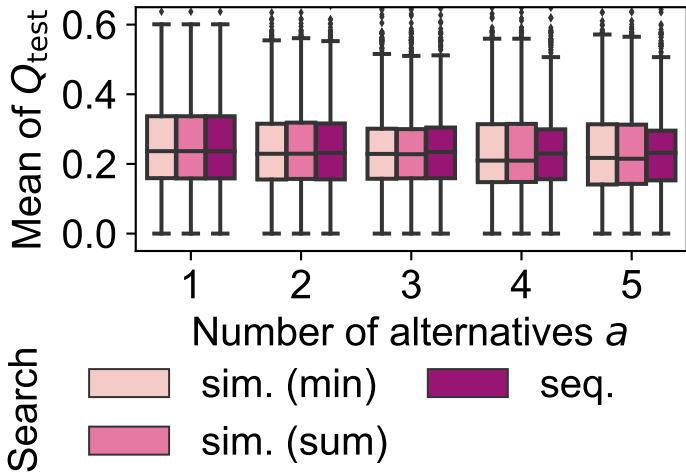 Mean of Q_test
0.6
0.4
0.2
0.0
1 2 3 4 5
Number of alternatives a
Search
sim. (min)
seq.
sim. (sum)